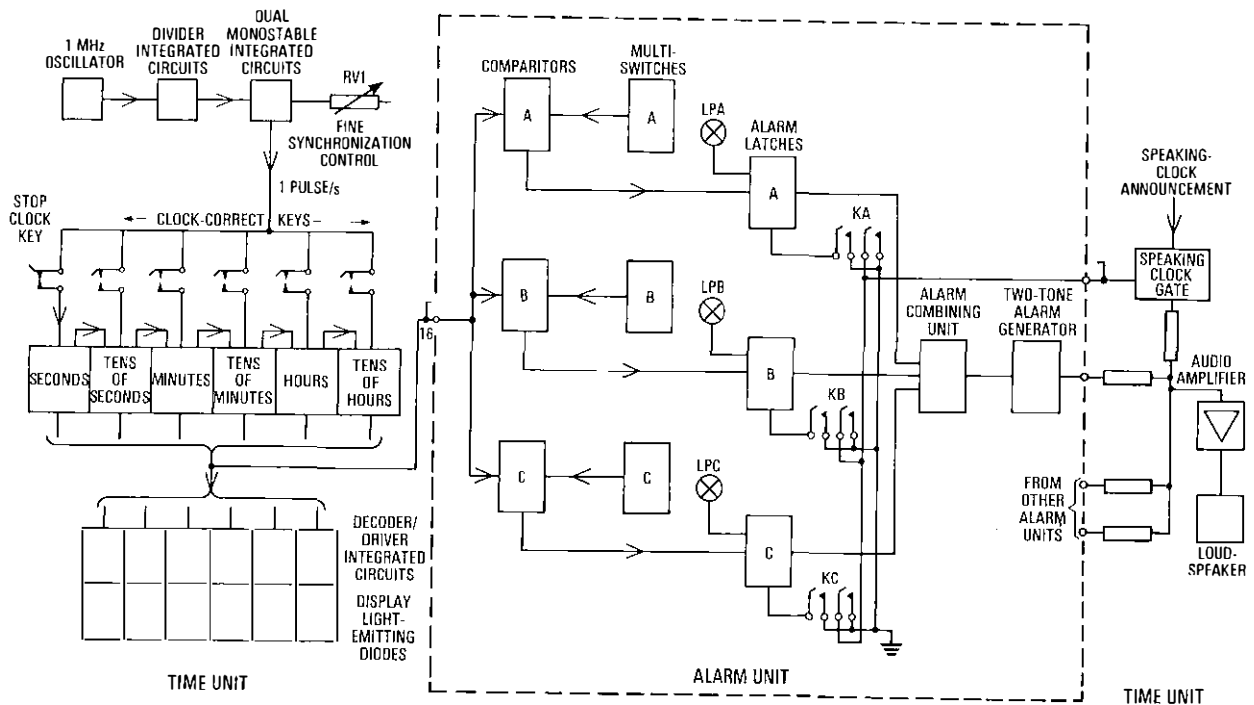 1 MHz
OSCILLATOR
DIVIDER
INTEGRATED
CIRCUITS
DUAL
MONOSTABLE
INTEGRATED
CIRCUITS
RV1
FINE
SYNCHRONIZATION
CONTROL
1 PULSE/s
STOP
CLOCK
KEY
CLOCK-CORRECT KEYS
SECONDS
TENS
OF
SECONDS
MINUTES
TENS
OF
MINUTES
HOURS
TENS
OF
HOURS
16
DECODER/
DRIVER
INTEGRATED
CIRCUITS
DISPLAY
LIGHT-
EMITTING
DIODES
TIME UNIT
COMPARITORS
MULTI-
SWITCHES
A
A
LPA
ALARM
LATCHES
A
KA
B
B
LPB
B
KB
C
C
LPC
C
KC
ALARM
COMBINING
UNIT
TWO-TONE
ALARM
GENERATOR
ALARM UNIT
SPEAKING-
CLOCK
ANNOUNCEMENT
SPEAKING
CLOCK
GATE
AUDIO
AMPLIFIER
FROM
OTHER
ALARM
UNITS
LOUD-
SPEAKER
TIME UNIT